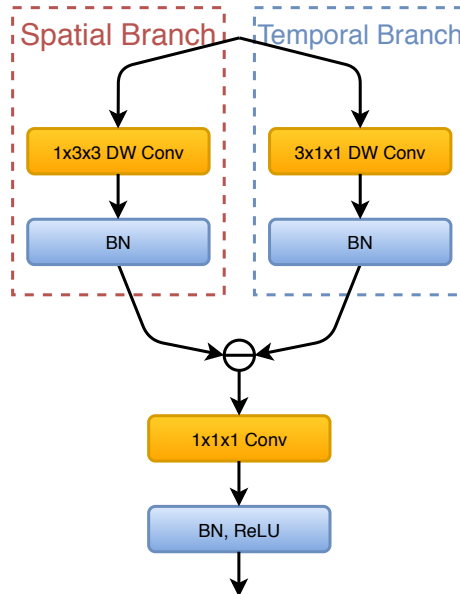 Spatial Branch
Temporal Branch
1x3x3 DW Conv
3x1x1 DW Conv
BN
BN
1x1x1 Conv
BN, ReLU